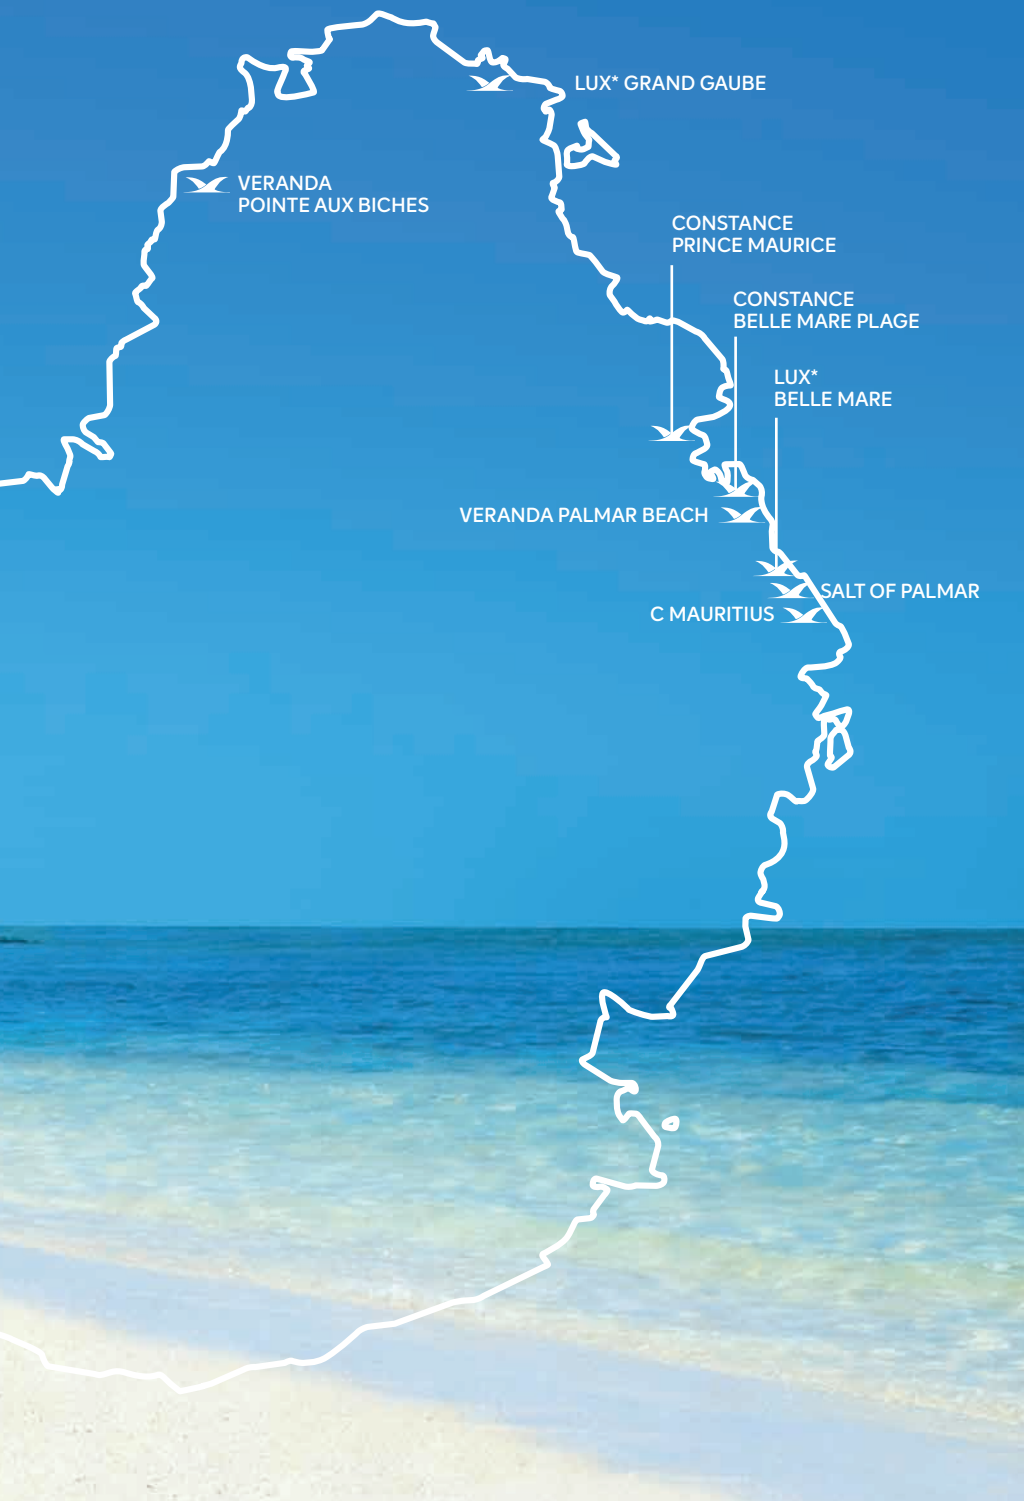 LUX* GRAND GAUBE
VERANDA
POINTE AUX BICHES
CONSTANCE
PRINCE MAURICE
CONSTANCE
BELLE MARE PLAGE
LUX*
BELLE MARE
VERANDA PALMAR BEACH
SALT OF PALMAR
C MAURITIUS